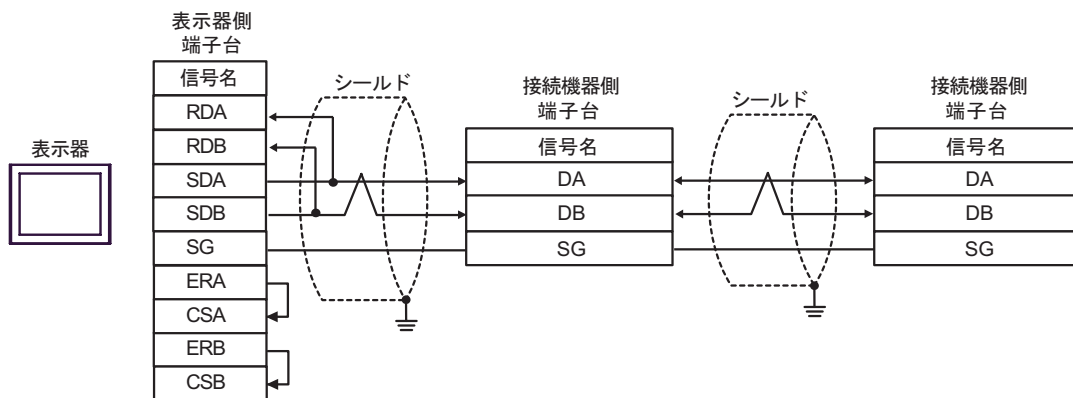 表示器
表示器側
端子台
信号名
RDA
RDB
SDA
SDB
SG
ERA
CSA
ERB
CSB
シールド
接続機器側
端子台
信号名
DA
DB
SG
シールド
接続機器側
端子台
信号名
DA
DB
SG